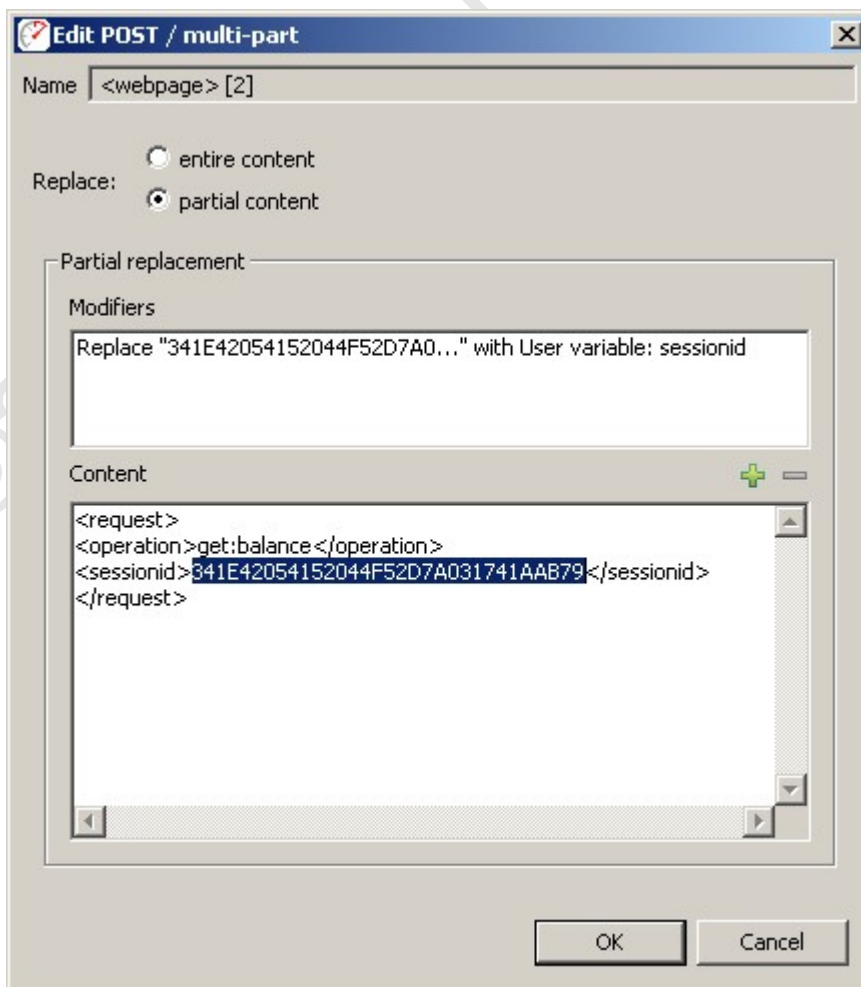 Edit POST / multi-part
Name <webpage> [2]
Replace:
entire content
partial content
Partial replacement
Modifiers
Replace "341E42054152044F52D7A0..." with User variable: sessionid
Content
<request>
<operation>get:balance</operation>
<sessionid>341E42054152044F52D7A031741AAB79</sessionid>
</request>
OK Cancel